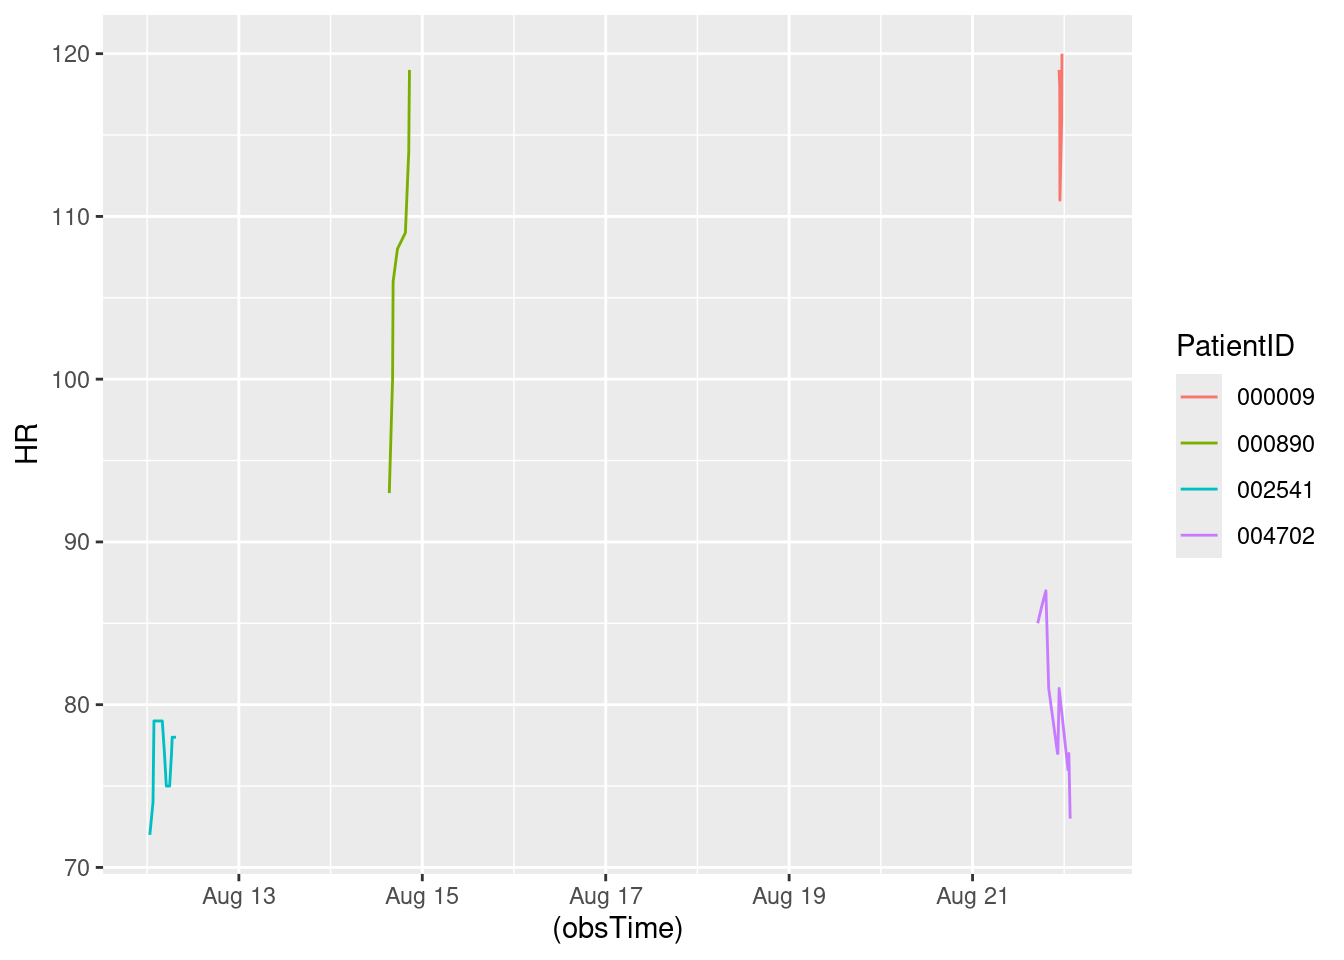 120
110
100
90
80
70
HR
Aug 13
Aug 15
Aug 17
Aug 19
Aug 21
(obsTime)
PatientID
000009
000890
002541
004702